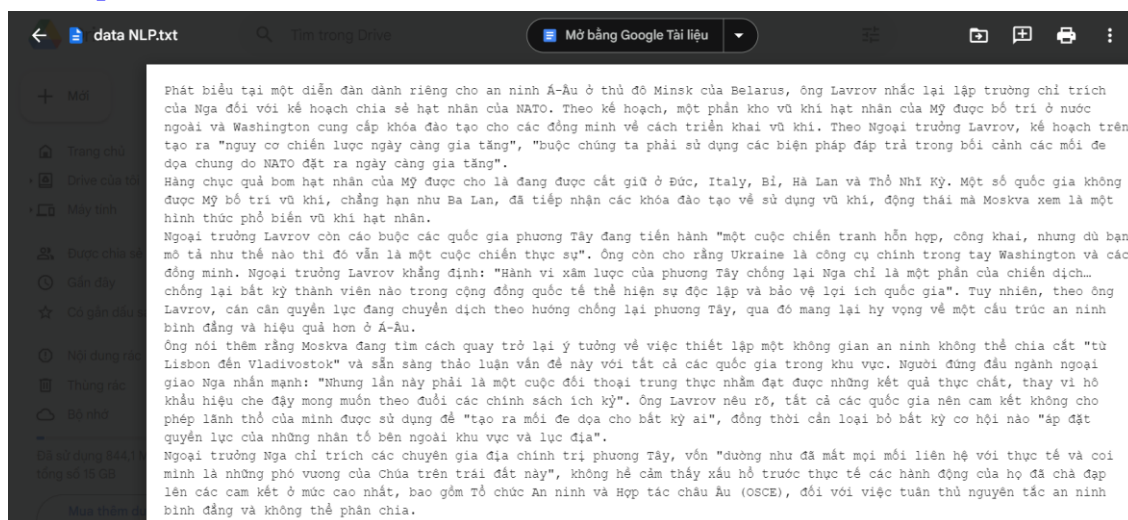 data NLP.txt
Tìm trong Drive
Mở bằng Google Tài liệu
Mới
Trang chủ
Drive của tôi
Máy tính
Được chia sẻ
Gần đây
Có gắn dấu
Nội dung rác
Thùng rác
Bộ nhớ
Đã sử dụng 844,1
tổng số 15 GB
Mua thêm
Phát biểu tại một diễn đàn dành riêng cho an ninh Á-Âu ở thủ đô Minsk của Belarus, ông Lavrov nhắc lại lập trường chỉ trích
của Nga đối với kế hoạch chia sẻ hạt nhân của NATO. Theo kế hoạch, một phần kho vũ khí hạt nhân của Mỹ được bố trí ở nước
ngoài và Washington cung cấp khóa đào tạo cho các đồng minh về cách triển khai vũ khí. Theo Ngoại trưởng Lavrov, kế hoạch trên
tạo ra "nguy cơ chiến lược ngày càng gia tăng", "buộc chúng ta phải sử dụng các biện pháp đáp trả trong bối cảnh các mối đe
dọa chung do NATO đặt ra ngày càng gia tăng".
Hàng chục quả bom hạt nhân của Mỹ được cho là đang được cất giữ ở Đức, Italy, Bỉ, Hà Lan và Thổ Nhĩ Kỳ. Một số quốc gia không
được Mỹ bố trí vũ khí, chẳng hạn như Ba Lan, đã tiếp nhận các khóa đào tạo về sử dụng vũ khí, động thái mà Moskva xem là một
hình thức phổ biến vũ khí hạt nhân.
Ngoại trưởng Lavrov còn cáo buộc các quốc gia phương Tây đang tiến hành "một cuộc chiến tranh hỗn hợp, công khai, nhưng dù bạn
mô tả như thế nào thì đó vẫn là một cuộc chiến thực sự". Ông còn cho rằng Ukraine là công cụ chính trong tay Washington và các
đồng minh. Ngoại trưởng Lavrov khẳng định: "Hành vi xâm lược của phương Tây chống lại Nga chỉ là một phần của chiến dịch…
chống lại bất kỳ thành viên nào trong cộng đồng quốc tế thể hiện sự độc lập và bảo vệ lợi ích quốc gia". Tuy nhiên, theo ông
Lavrov, cán cân quyền lực đang chuyển dịch theo hướng chống lại phương Tây, qua đó mang lại hy vọng về một cấu trúc an ninh
bình đẳng và hiệu quả hơn ở Á-Âu.
Ông nói thêm rằng Moskva đang tìm cách quay trở lại ý tưởng về việc thiết lập một không gian an ninh không thể chia cắt "từ
Lisbon đến Vladivostok" và sẵn sàng thảo luận vấn đề này với tất cả các quốc gia trong khu vực. Người đứng đầu ngành ngoại
giao Nga nhấn mạnh: "Nhưng lần này phải là một cuộc đối thoại trung thực nhằm đạt được những kết quả thực chất, thay vì hô
khẩu hiệu che đậy mong muốn theo đuổi các chính sách ích kỷ". Ông Lavrov nêu rõ, tất cả các quốc gia nên cam kết không cho
phép lãnh thổ của mình được sử dụng để "tạo ra mối đe dọa cho bất kỳ ai", đồng thời cần loại bỏ bất kỳ cơ hội nào "áp đặt
quyền lực của những nhân tố bên ngoài khu vực và lục địa".
Ngoại trưởng Nga chỉ trích các chuyên gia địa chính trị phương Tây, vốn "dường như đã mất mọi mối liên hệ với thực tế và coi
mình là những phó vương của Chúa trên trái đất này", không hề cảm thấy xấu hổ trước thực tế các hành động của họ đã chà đạp
lên các cam kết ở mức cao nhất, bao gồm Tổ chức An ninh và Hợp tác châu Âu (OSCE), đối với việc tuân thủ nguyên tắc an ninh
bình đẳng và không thể phân chia.